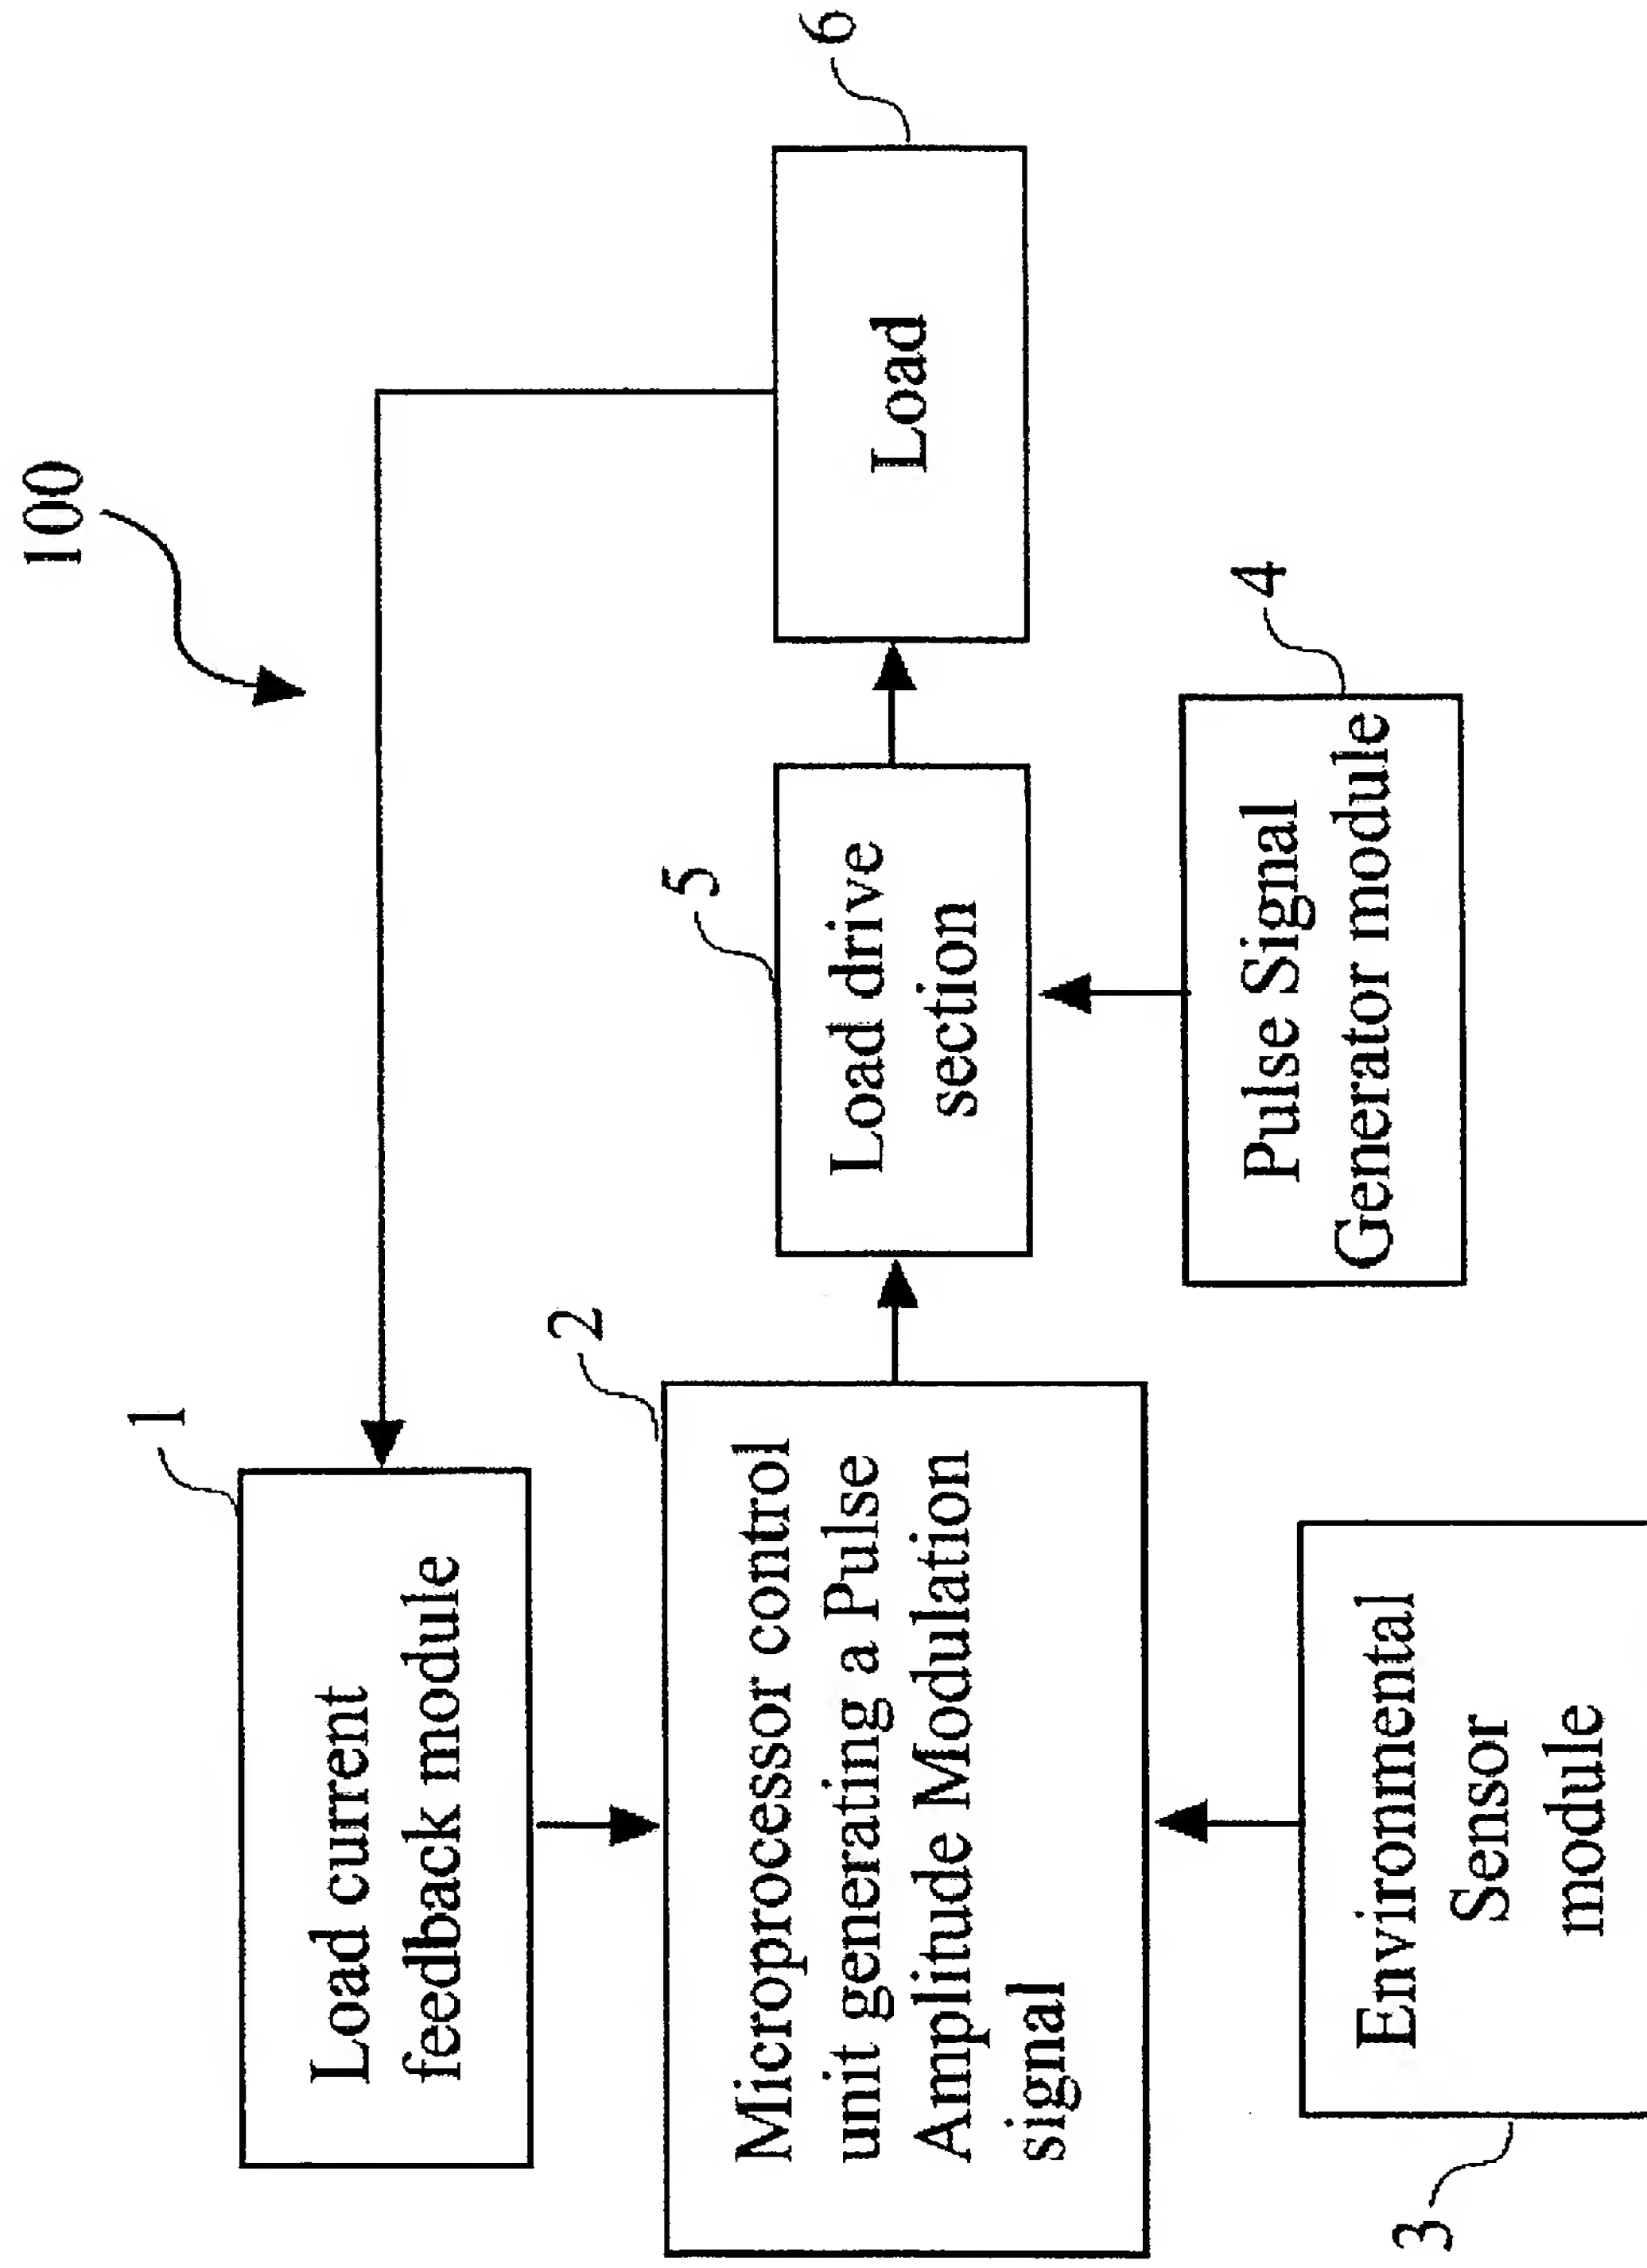 100
1
Load current
feedback module
2
Microprocessor control
unit generating a Pulse
Amplitude Modulation
signal
5
Load drive
section
6
Load
3
Environmental
Sensor
module
4
Pulse Signal
Generator module